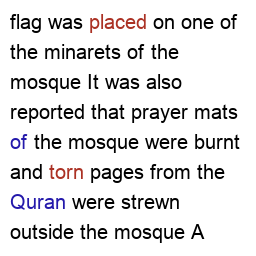 flag was placed on one of
the minarets of the
mosque It was also
reported that prayer mats
of the mosque were burnt
and torn pages from the
Quran were strewn
outside the mosque A